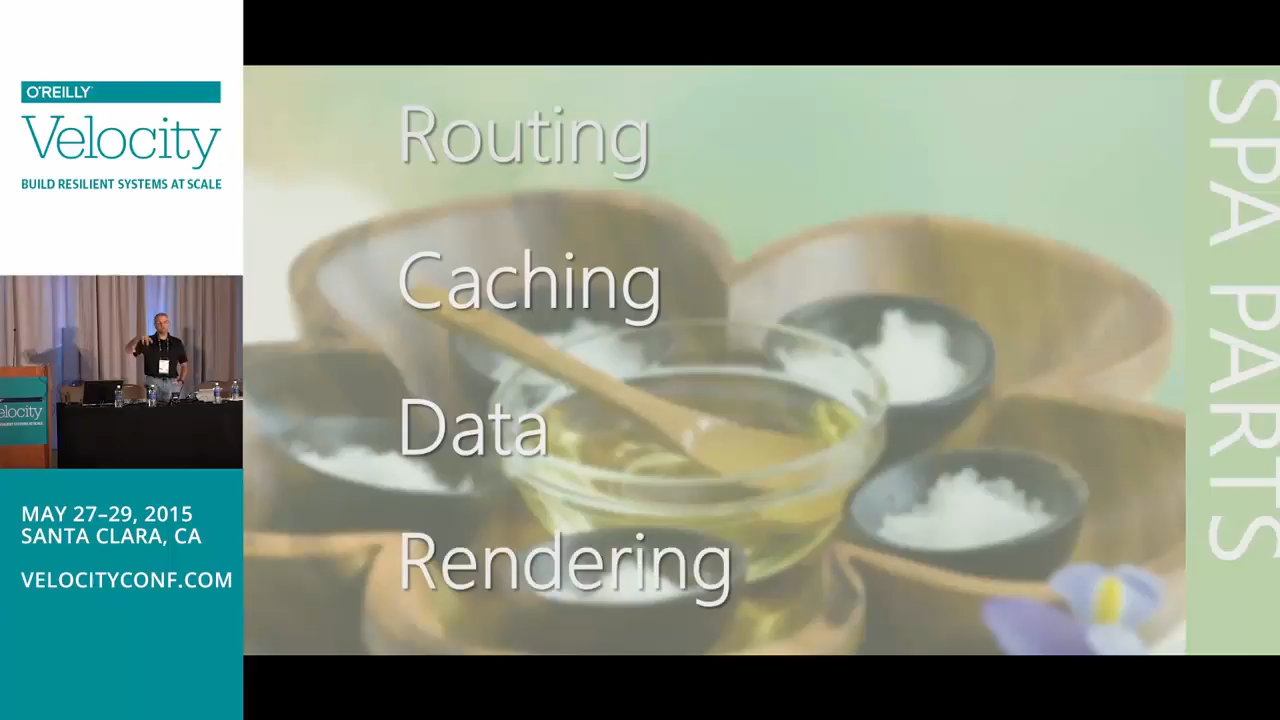 O'REILLY
Velocity
BUILD RESILIENT SYSTEMS AT SCALE
elocity
MAY 27–29, 2015
SANTA CLARA, CA
VELOCITYCONF.COM
Routing
Caching
Data
Rendering
SPA PARTS